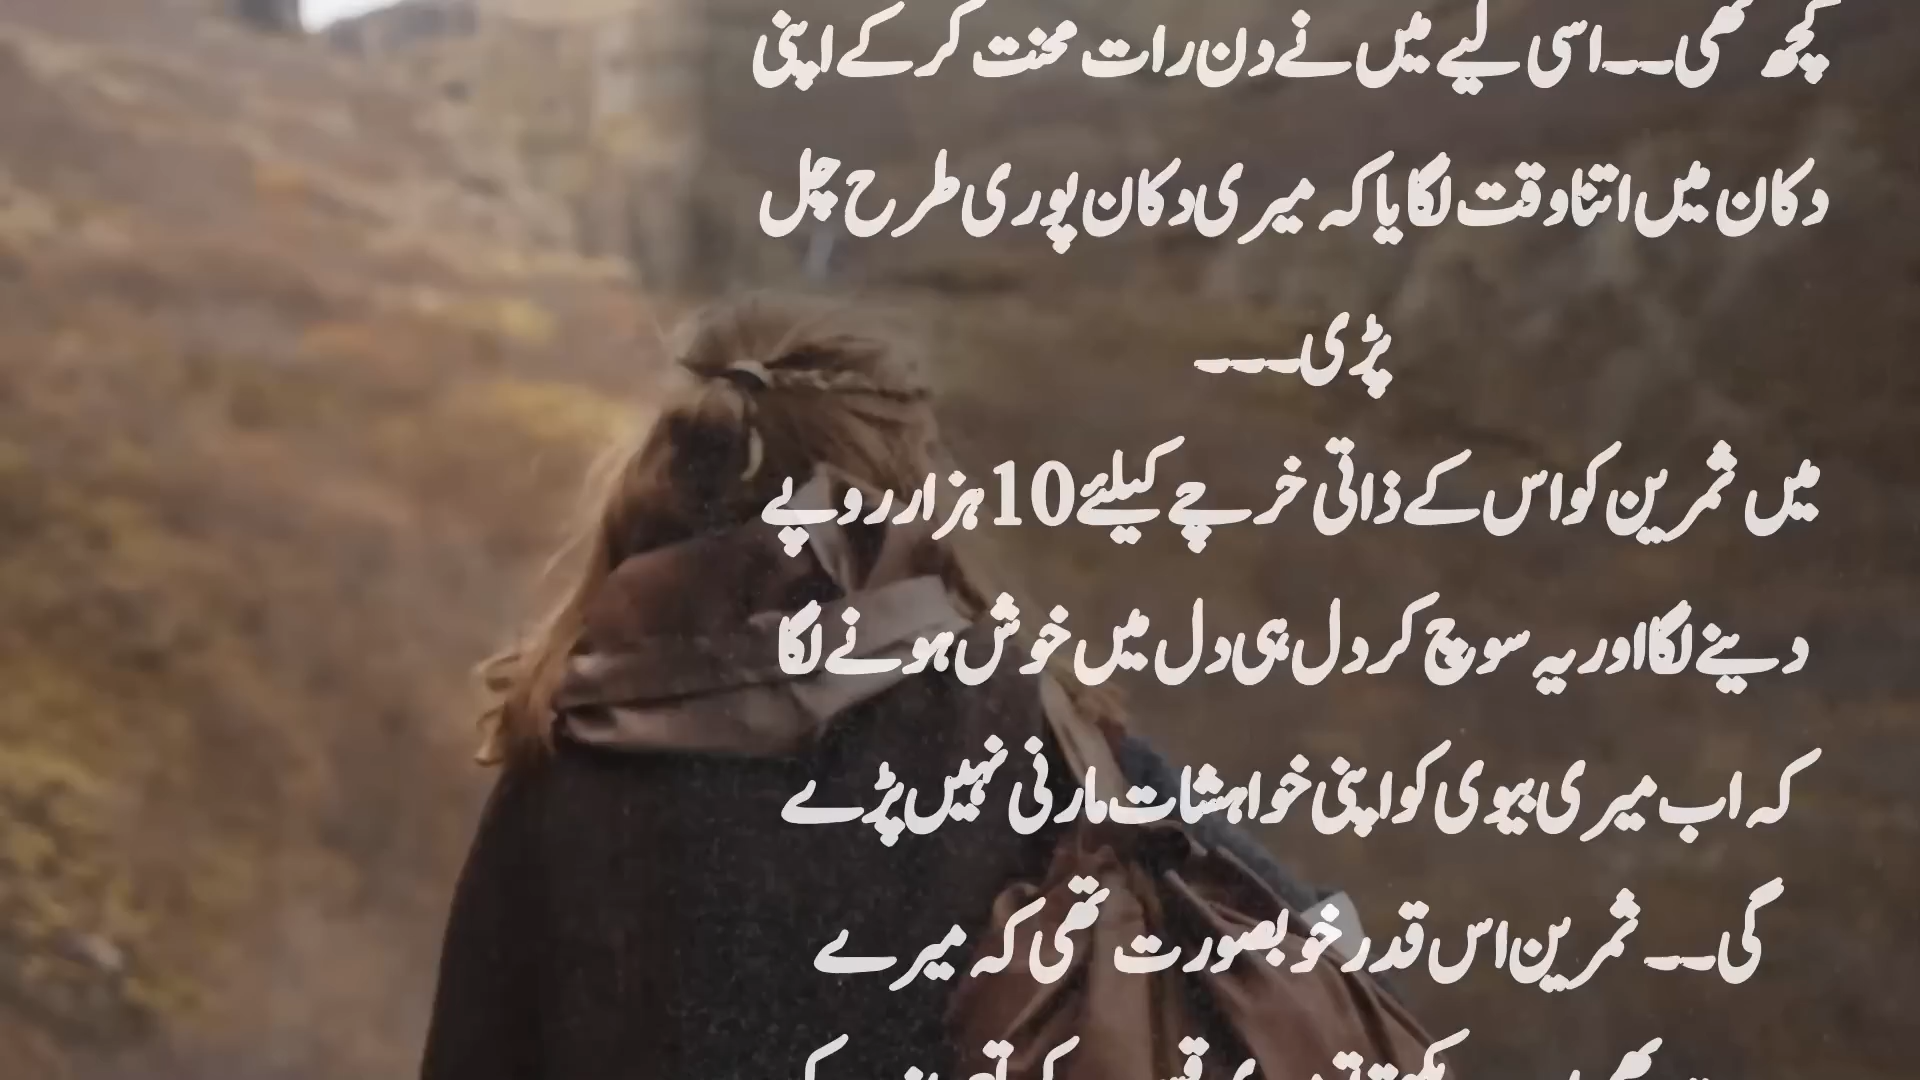 کچھ تھی۔۔۔اسی لیے میں نے دن رات محنت کر کے اپنی
دکان میں اتنا وقت لگایا کہ میری دکان پوری طرح چل
پڑی۔۔۔
میں ثمرین کو اس کے ذاتی خرچے کیلئے 10 ہزار روپے
دینے لگا اور یہ سوچ کر دل ہی دل میں خوش ہونے لگا
کہ اب میری بیوی کو اپنی خواہشات مارنی نہیں پڑے
گی۔۔۔ ثمرین اس قدر خوبصورت تھی کہ میرے